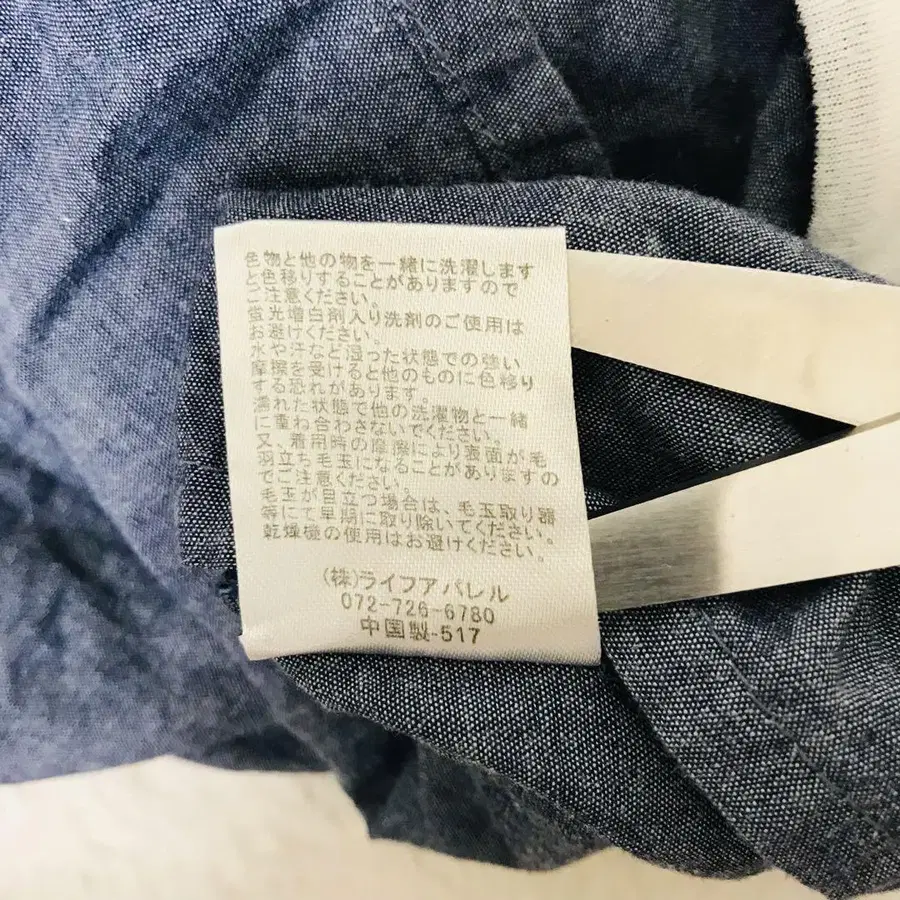 色物と他の物を一緒に洗濯します
と色移りすることがありますので
ご注意ください。
蛍光増白剤入り洗剤のご使用は
お避けください。
水や汗など湿った状態での強い
摩擦を受けると他のものに色移り
する恐れがあります。
濡れた状態で他の洗濯物と一緒
に重ね合わさないでください。
又、着用時の摩擦により表面が毛
羽立ち毛玉になることがありますの
でご注意ください。
毛玉が目立つ場合は、毛玉取り器
等にて早期に取り除いてください。
乾燥機の使用はお避けください。
(株)ライフアパレル
072-726-6780
中国製-517